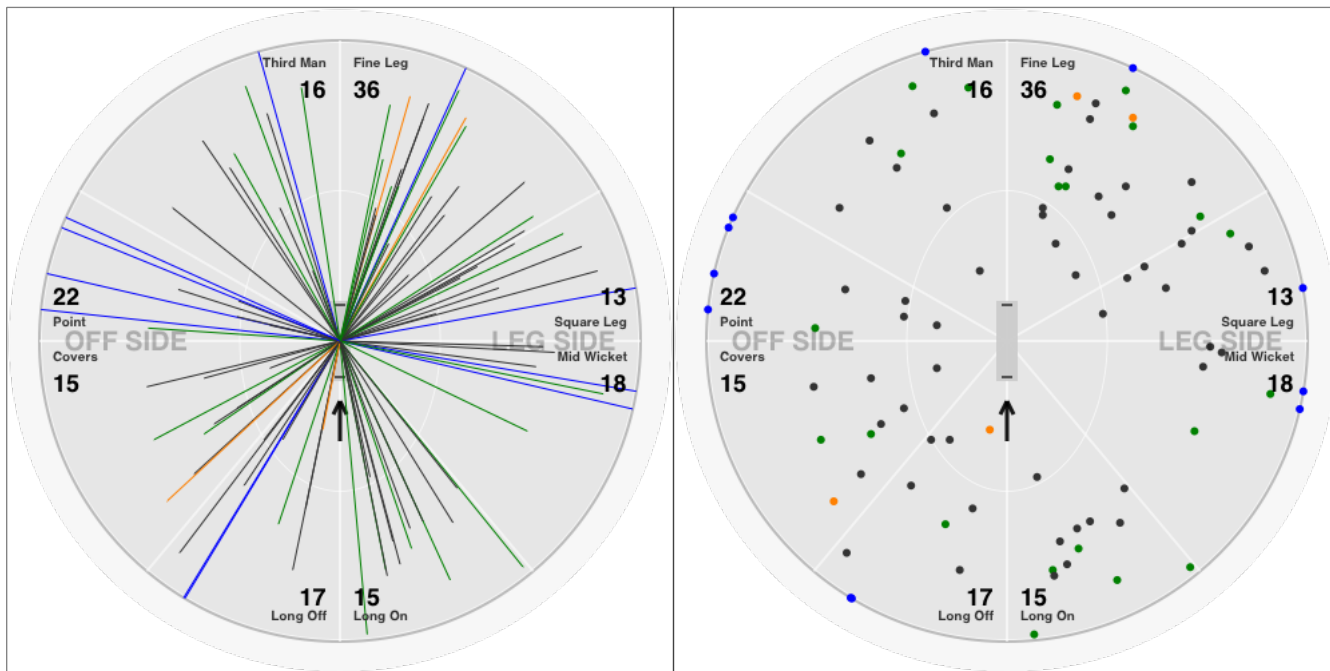 Third Man Fine Leg
16 36
22 13
Point Square Leg
OFF SIDE LEG SIDE
Covers Mid Wicket
15 18
17 15
Long Off Long On
Third Man Fine Leg
16 36
22 13
Point Square Leg
OFF SIDE LEG SIDE
Covers Mid Wicket
15 18
17 15
Long Off Long On